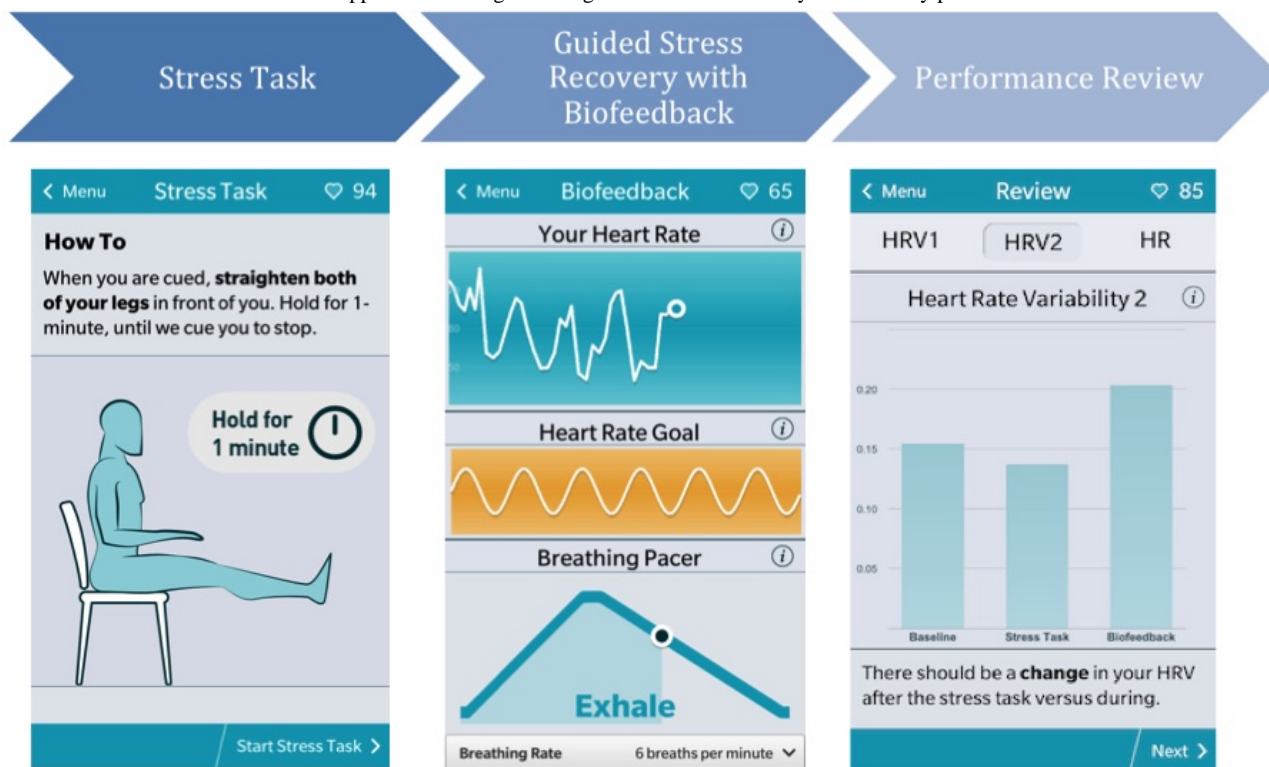 Stress Task
Guided Stress
Recovery with
Biofeedback
Performance Review
Menu Stress Task 94
How To
When you are cued, straighten both
of your legs in front of you. Hold for 1-
minute, until we cue you to stop.
Hold for
1 minute
Start Stress Task
Menu Biofeedback 65
Your Heart Rate i
50
Heart Rate Goal i
Breathing Pacer i
Exhale
Breathing Rate 6 breaths per minute
Menu Review 85
HRV1 HRV2 HR
Heart Rate Variability 2 i
0.20
0.15
0.10
0.05
Baseline Stress Task Biofeedback
There should be a change in your HRV
after the stress task versus during.
Next